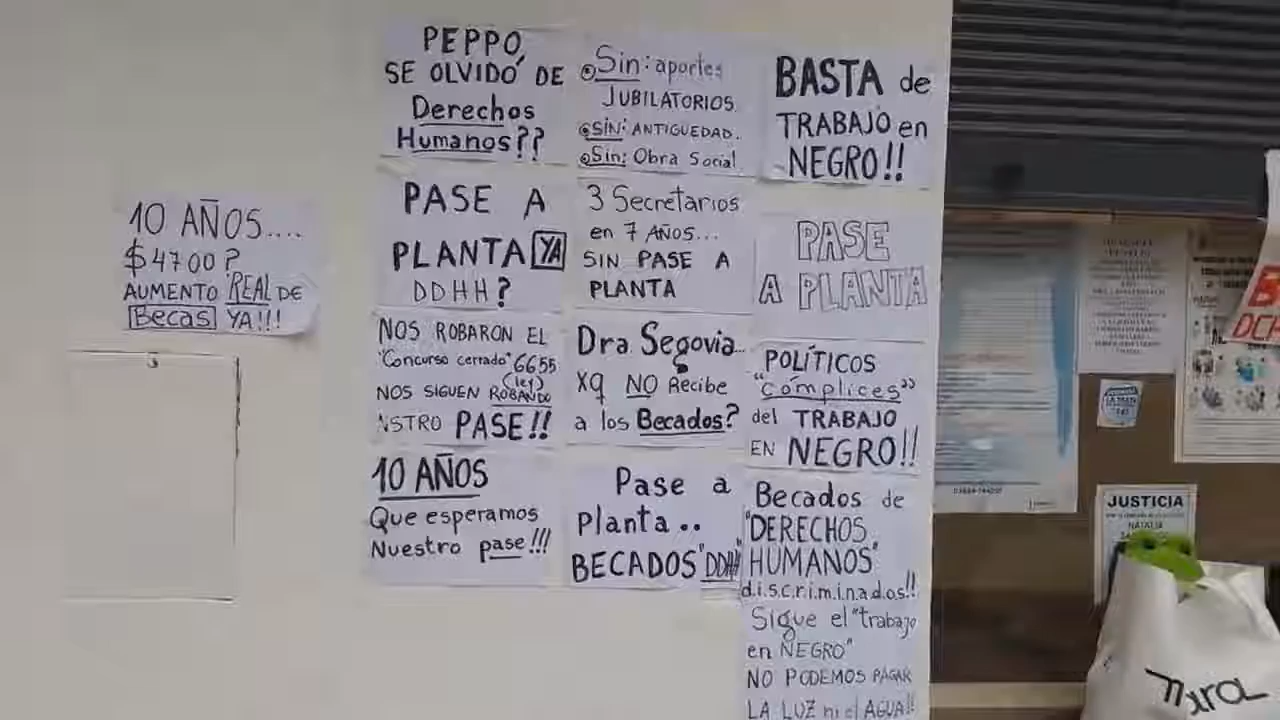 10 AÑOS....
$4700?
AUMENTO REAL DE
Becas YA!!!
PEPPO,
SE OLVIDÓ DE
Derechos
Humanos??
PASE A
PLANTA YA
DDHH?
NOS ROBARON EL
"Concurso cerrado" 6655
(ley)
NOS SIGUEN ROBANDO
NSTRO PASE!!
10 AÑOS
Que esperamos
Nuestro pase!!!
Sin: aportes
JUBILATORIOS.
SIN: ANTIGUEDAD.
Sin: Obra Social
3 Secretarios
en 7 AÑOS...
SIN PASE A
PLANTA
Dra. Segovia...
xq NO Recibe
a los Becados?
Pase a
Planta..
BECADOS "DDHH"
BASTA de
TRABAJO en
NEGRO!!
PASE
A PLANTA
POLÍTICOS
"cómplices"
del TRABAJO
EN NEGRO!!
Becados de
"DERECHOS
HUMANOS"
d.i.s.c.r.i.m.i.n.a.d.o.s!!
Sigue el "trabajo
en NEGRO"
NO PODEMOS PAGAR
LA LUZ ni el AGUA!!
JUSTICIA
NATALIA